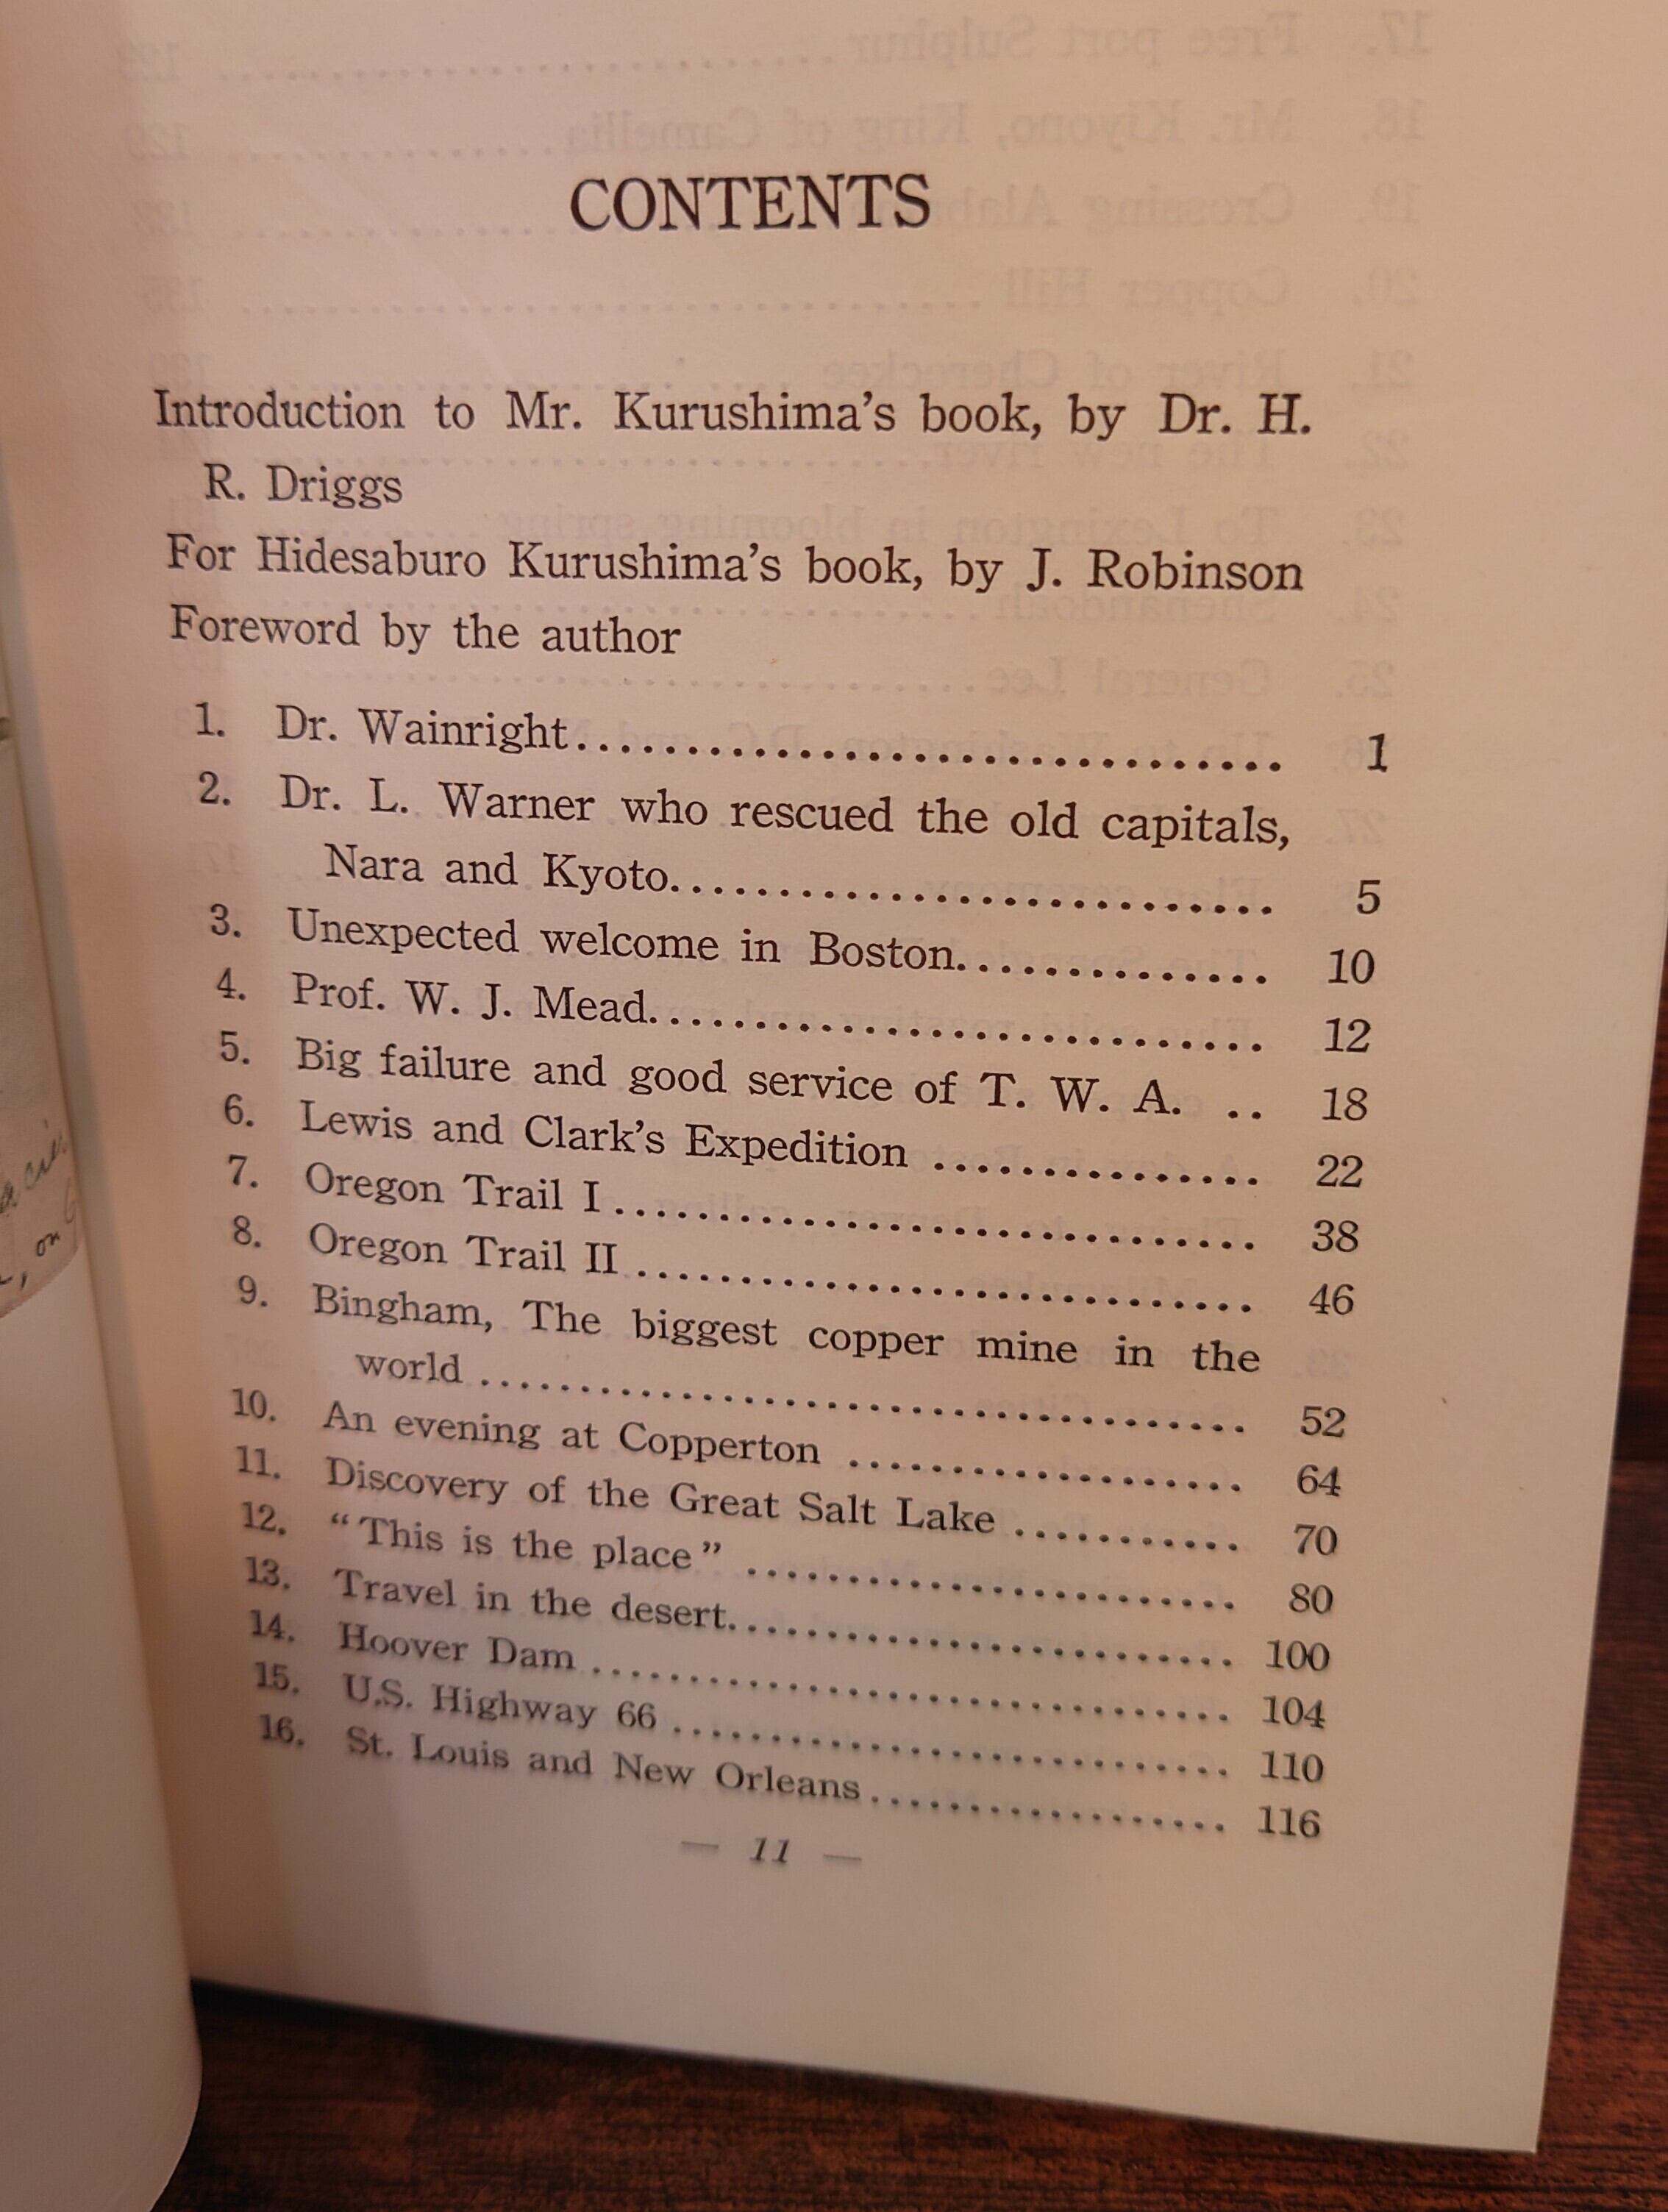 CONTENTS
Introduction to Mr. Kurushima's book, by Dr. H.
R. Driggs
For Hidesaburo Kurushima's book, by J. Robinson
Foreword by the author
1. Dr. Wainright.................................. 1
2. Dr. L. Warner who rescued the old capitals,
Nara and Kyoto............................. 5
3. Unexpected welcome in Boston............... 10
4. Prof. W. J. Mead............................. 12
5. Big failure and good service of T. W. A. .. 18
6. Lewis and Clark's Expedition ............... 22
7. Oregon Trail I............................... 38
8. Oregon Trail II .............................. 46
9. Bingham, The biggest copper mine in the
world ...................................... 52
10. An evening at Copperton ................... 64
11. Discovery of the Great Salt Lake ........... 70
12. “This is the place” ........................ 80
13. Travel in the desert......................... 100
14. Hoover Dam ................................ 104
15. U.S. Highway 66 ........................... 110
16. St. Louis and New Orleans.................. 116
— 11 —
on